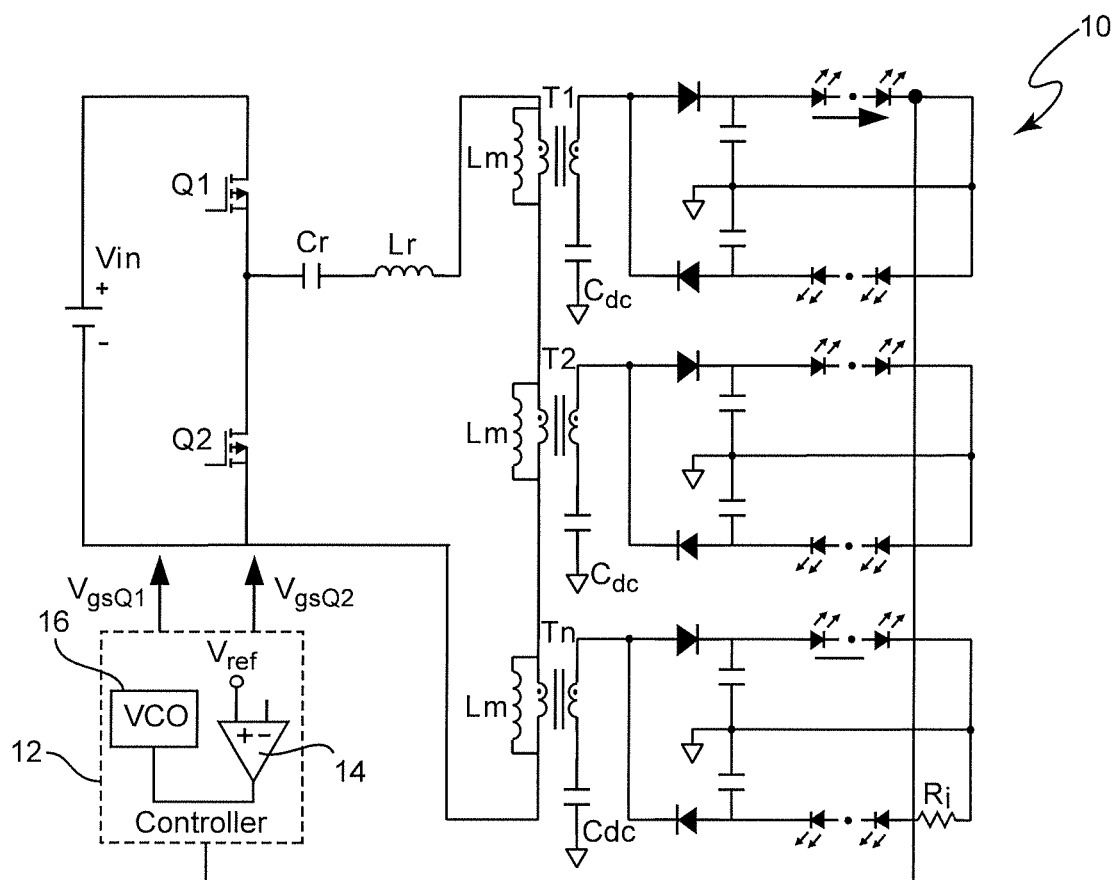 10
T1
Q1
Lm
Cr
Lr
Vin
+
-
Cdc
T2
Q2
Lm
VgsQ1
VgsQ2
Cdc
16
Vref
Tn
VCO
+ -
Lm
12
14
Ri
Controller
Cdc